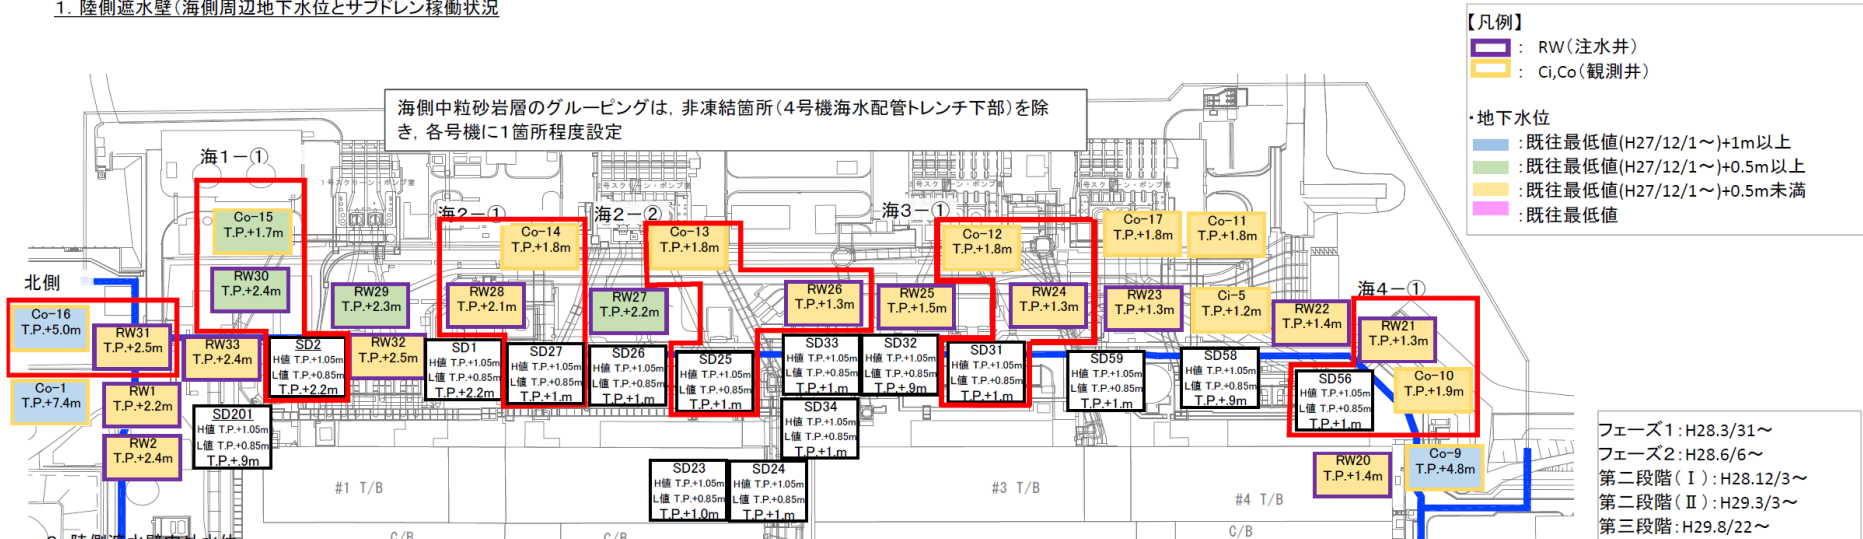 1. 陸側遮水壁(海側周辺地下水位とサブドレン稼働状況
【凡例】
: RW(注水井)
: Ci,Co(観測井)
・地下水位
:既往最低値(H27/12/1~)+1m以上
:既往最低値(H27/12/1~)+0.5m以上
:既往最低値(H27/12/1~)+0.5m未満
:既往最低値
海側中粒砂岩層のグルーピングは,非凍結箇所(4号機海水配管トレンチ下部)を除
き,各号機に1箇所程度設定
海1-①
1号スクリーン・ポンプ室
2号スクリーン・ポンプ室
海2-①
海2-②
海3-①
海4-①
北側
Co-15
T.P.+1.7m
Co-14
T.P.+1.8m
Co-13
T.P.+1.8m
Co-12
T.P.+1.8m
Co-17
T.P.+1.8m
Co-11
T.P.+1.8m
RW30
T.P.+2.4m
RW29
T.P.+2.3m
RW28
T.P.+2.1m
RW27
T.P.+2.2m
RW26
T.P.+1.3m
RW25
T.P.+1.5m
RW24
T.P.+1.3m
RW23
T.P.+1.3m
Ci-5
T.P.+1.2m
RW22
T.P.+1.4m
RW21
T.P.+1.3m
Co-16
T.P.+5.0m
RW31
T.P.+2.5m
RW33
T.P.+2.4m
SD2
H値 T.P.+1.05m
L値 T.P.+0.85m
T.P.+2.2m
RW32
T.P.+2.5m
SD1
H値 T.P.+1.05m
L値 T.P.+0.85m
T.P.+2.2m
SD27
H値 T.P.+1.05m
L値 T.P.+0.85m
T.P.+1.m
SD26
H値 T.P.+1.05m
L値 T.P.+0.85m
T.P.+1.m
SD25
H値 T.P.+1.05m
L値 T.P.+0.85m
T.P.+1.m
SD33
H値 T.P.+1.05m
L値 T.P.+0.85m
T.P.+1.m
SD32
H値 T.P.+1.05m
L値 T.P.+0.85m
T.P.+.9m
SD31
H値 T.P.+1.05m
L値 T.P.+0.85m
T.P.+1.m
SD59
H値 T.P.+1.05m
L値 T.P.+0.85m
T.P.+1.m
SD58
H値 T.P.+1.05m
L値 T.P.+0.85m
T.P.+.9m
SD56
H値 T.P.+1.05m
L値 T.P.+0.85m
T.P.+1.m
Co-10
T.P.+1.9m
Co-1
T.P.+7.4m
RW1
T.P.+2.2m
RW2
T.P.+2.4m
SD201
H値 T.P.+1.05m
L値 T.P.+0.85m
T.P.+.9m
SD34
H値 T.P.+1.05m
L値 T.P.+0.85m
T.P.+1.m
SD23
H値 T.P.+1.05m
L値 T.P.+0.85m
T.P.+1.0m
SD24
H値 T.P.+1.05m
L値 T.P.+0.85m
T.P.+1.m
RW20
T.P.+1.4m
Co-9
T.P.+4.8m
#1 T/B
#3 T/B
#4 T/B
C/B
C/B
C/B
フェーズ1:H28.3/31~
フェーズ2:H28.6/6~
第二段階(Ⅰ):H28.12/3~
第二段階(Ⅱ):H29.3/3~
第三段階:H29.8/22~